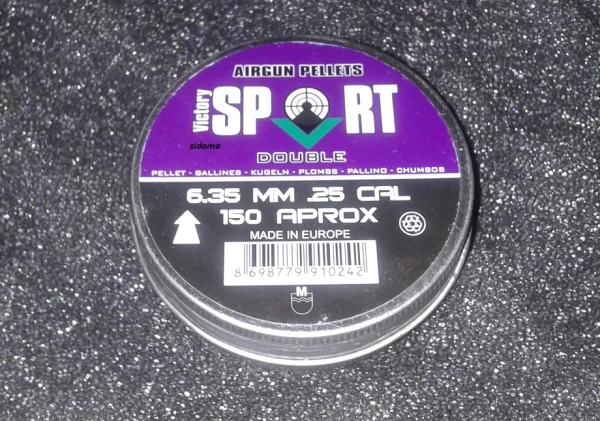 AIRGUN PELLETS
Victory
SPORT
sidama
DOUBLE
PELLET - BALLINES - KUGELN - PLOMBS - PALLINO - CHUMBOS
6.35 MM .25 CAL
150 APROX
MADE IN EUROPE
8 698779 910242
M